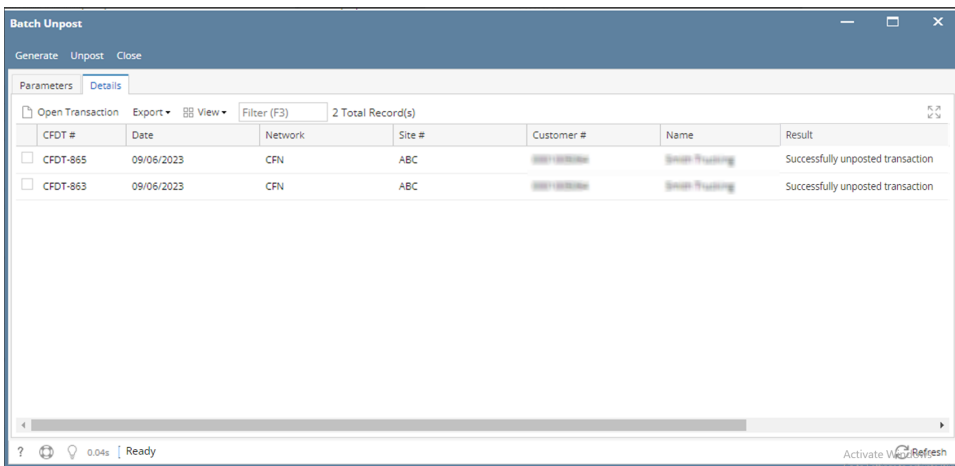 Batch Unpost
Generate Unpost Close
Parameters Details
Open Transaction Export View Filter (F3) 2 Total Record(s)
CFDT # Date Network Site # Customer # Name Result
CFDT-865 09/06/2023 CFN ABC Successfully unposted transaction
CFDT-863 09/06/2023 CFN ABC Successfully unposted transaction
? 0.04s Ready Refresh
Activate Windows